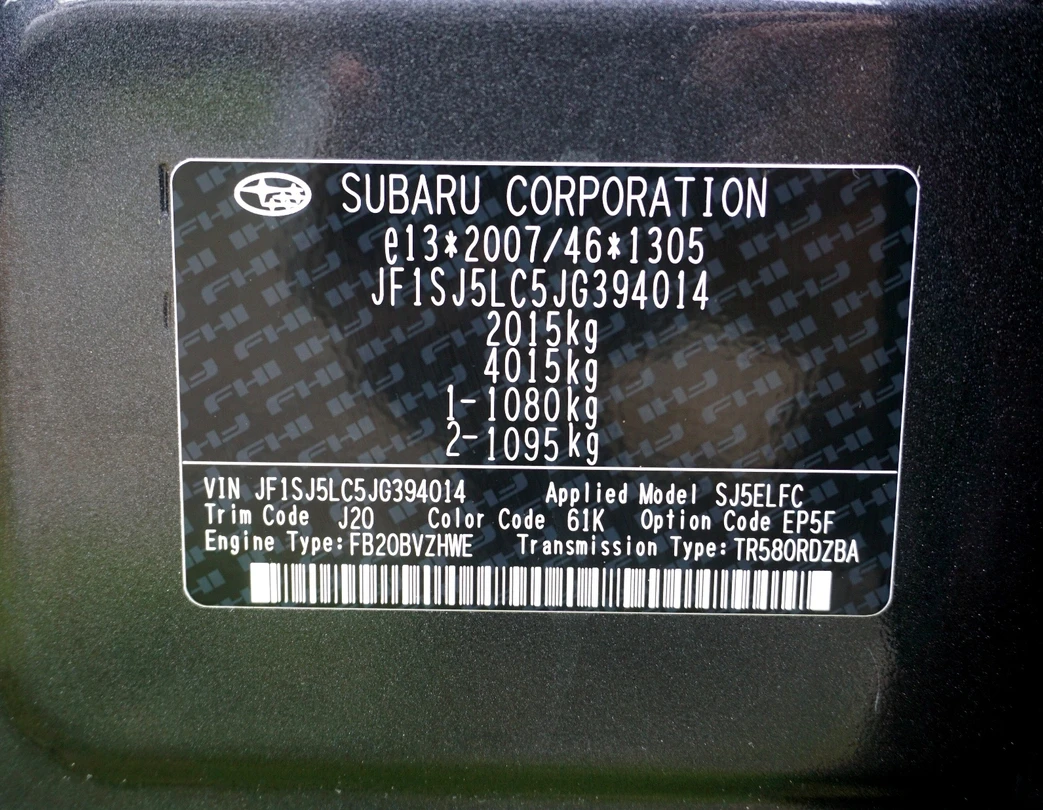 SUBARU CORPORATION
e13*2007/46*1305
JF1SJ5LC5JG394014
2015kg
4015kg
1-1080kg
2-1095kg
VIN JF1SJ5LC5JG394014 Applied Model SJ5ELFC
Trim Code J20 Color Code 61K Option Code EP5F
Engine Type:FB20BVZHWE Transmission Type:TR580RDZBA